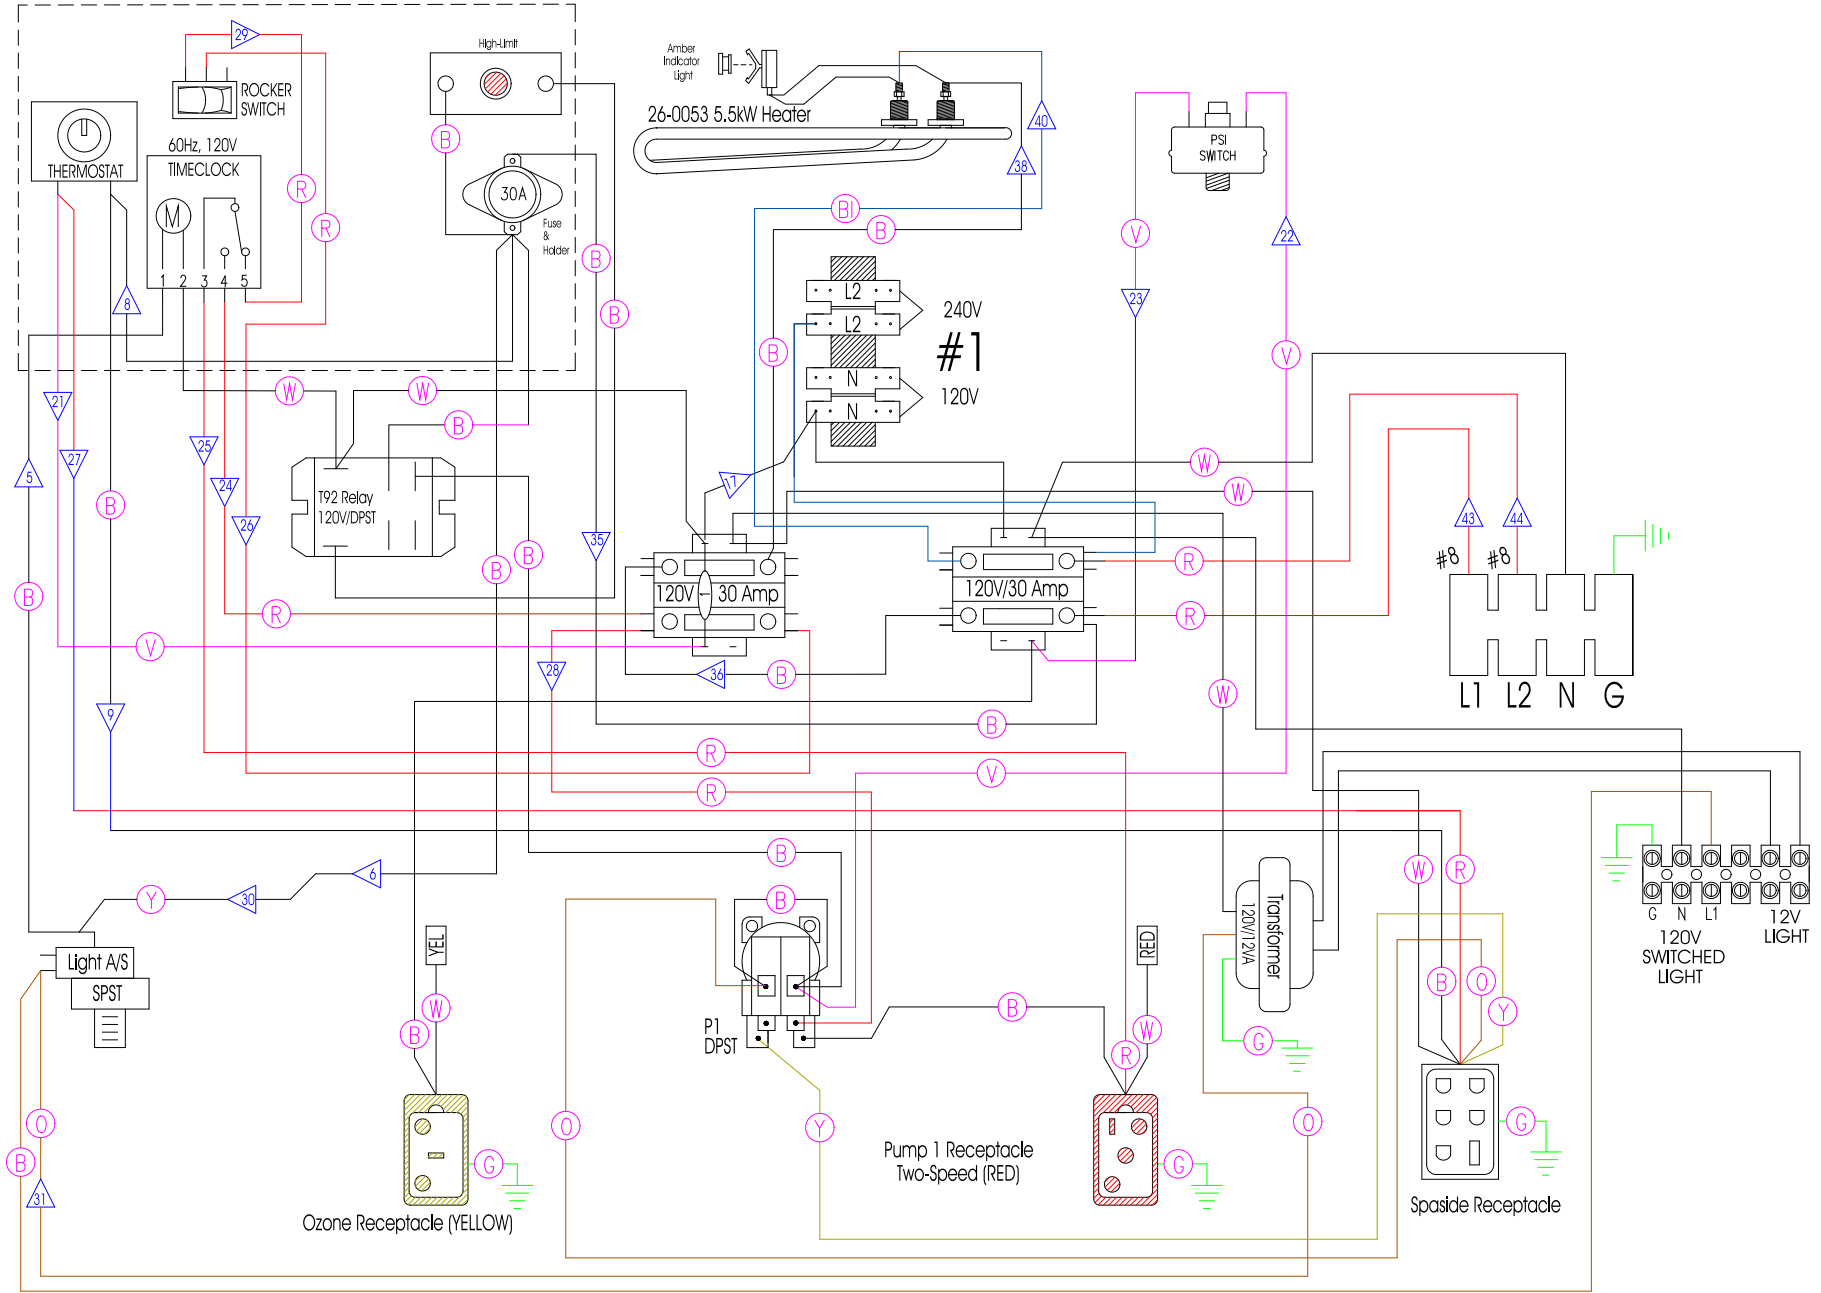 29
High-Limit
ROCKER
SWITCH
THERMOSTAT
60Hz, 120V
TIMECLOCK
M
1 2 3 4 5
B
30A
Fuse
&
Holder
R
R
B
B
8
Amber
Indicator
Light
26-0053 5.5kW Heater
40
38
BI
B
B
PSI
SWITCH
V
22
23
V
L2
L2
240V
#1
N
120V
N
W
W
B
21
27
25
24
26
5
B
B
T92 Relay
120V/DPST
B
B
35
17
W
W
R
V
28
120V
30 Amp
36
B
120V/30 Amp
R
R
B
W
43
44
#8
#8
L1
L2
N
G
9
R
R
V
6
30
Y
B
B
Light A/S
SPST
YEL
W
B
P1
DPST
RED
B
W
R
Transformer
120V/12V/A
G
W
R
B
O
Y
G
N
L1
120V
SWITCHED
LIGHT
12V
LIGHT
O
B
31
O
Y
O
G
G
G
Pump 1 Receptacle
Two-Speed (RED)
Ozone Receptacle (YELLOW)
Spaside Receptacle